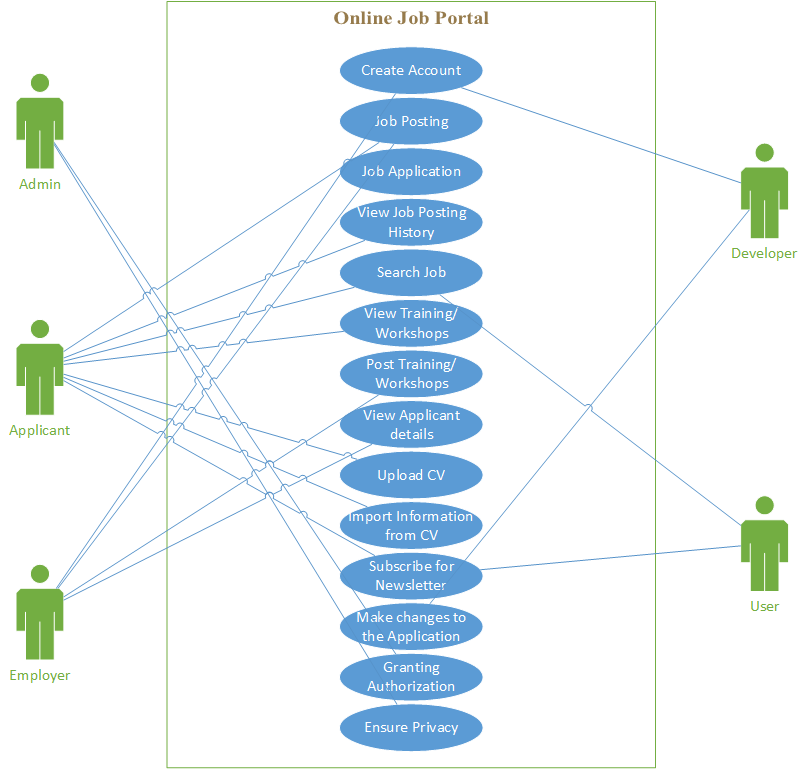 Online Job Portal
Create Account
Job Posting
Job Application
View Job Posting
History
Search Job
View Training/
Workshops
Post Training/
Workshops
View Applicant
details
Upload CV
Import Information
from CV
Subscribe for
Newsletter
Make changes to
the Application
Granting
Authorization
Ensure Privacy
Admin
Applicant
Employer
Developer
User